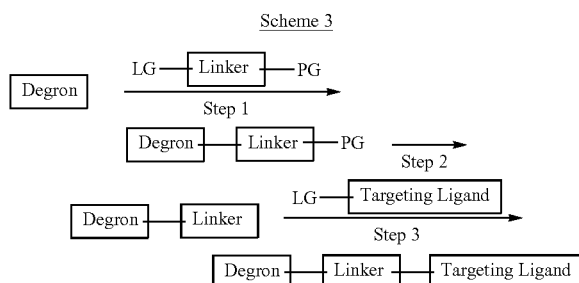 Scheme 3
LG Linker PG
Degron
Step 1
Degron Linker PG
Step 2
LG Targeting Ligand
Degron Linker
Step 3
Degron Linker Targeting Ligand